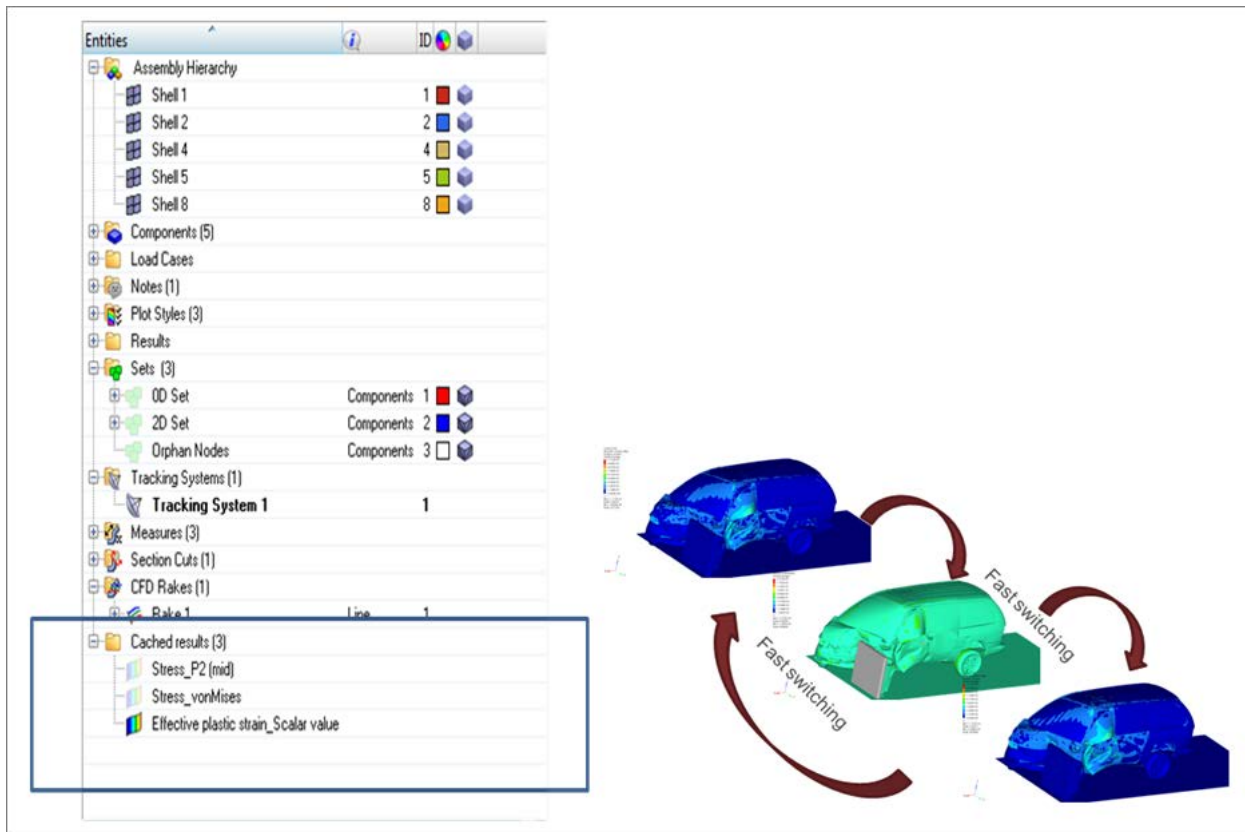 Entities ID
Assembly Hierarchy
Shell 1 1
Shell 2 2
Shell 4 4
Shell 5 5
Shell 8 8
Components (5)
Load Cases
Notes (1)
Plot Styles (3)
Results
Sets (3)
0D Set Components 1
2D Set Components 2
Orphan Nodes Components 3
Tracking Systems (1)
Tracking System 1 1
Measures (3)
Section Cuts (1)
CFD Rakes (1)
Rake 1 Line 1
Cached results (3)
Stress_P2 (mid)
Stress_vonMises
Effective plastic strain_Scalar value
Fast switching
Fast switching